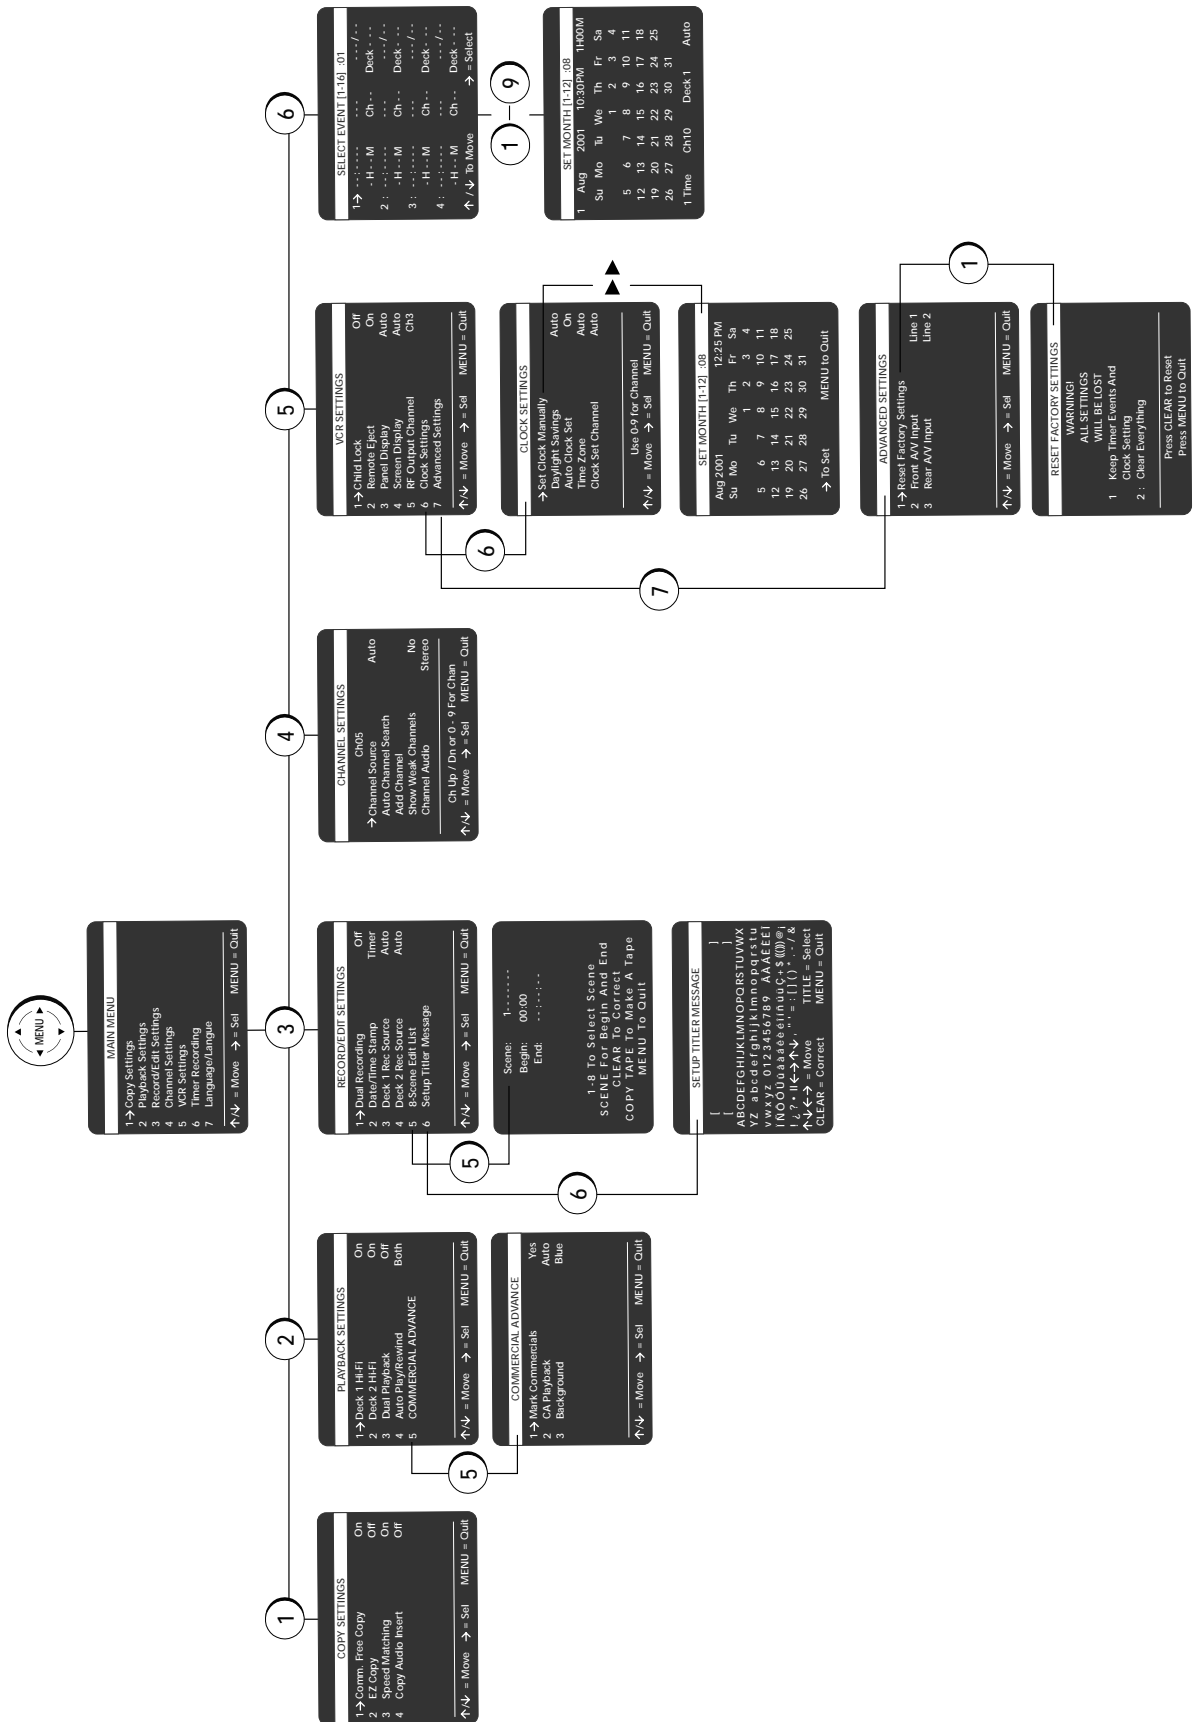 MENU
MAIN MENU
1 → Copy Settings
2 Playback Settings
3 Record/Edit Settings
4 Channel Settings
5 VCR Settings
6 Timer Recording
7 Language/Langue
↑/↓ = Move → = Sel MENU = Quit
1
2
3
4
5
6
COPY SETTINGS
1 → Comm. Free Copy On
2 EZ Copy Off
3 Speed Matching On
4 Copy Audio Insert Off
↑/↓ = Move → = Sel MENU = Quit
PLAYBACK SETTINGS
1 → Deck 1 Hi-Fi On
2 Deck 2 Hi-Fi On
3 Dual Playback Off
4 Auto Play/Rewind Both
5 COMMERCIAL ADVANCE
↑/↓ = Move → = Sel MENU = Quit
5
COMMERCIAL ADVANCE
1 → Mark Commercials Yes
2 CA Playback Auto
3 Background Blue
↑/↓ = Move → = Sel MENU = Quit
RECORD/EDIT SETTINGS
1 → Dual Recording Off
2 Date/Time Stamp Timer
3 Deck 1 Rec Source Auto
4 Deck 2 Rec Source Auto
5 8-Scene Edit List
6 Setup Titler Message
↑/↓ = Move → = Sel MENU = Quit
5
Scene: 1-------
Begin: 00:00
End: --:--:--
1-8 To Select Scene
SCENE For Begin And End
CLEAR To Correct
COPY TAPE To Make A Tape
MENU To Quit
6
SETUP TITLER MESSAGE
[ ]
[ ]
ABCDEFGHIJKLMNOPQRSTUVWX
YZ abcdefghijklmnopqrstu
vwxyz 0123456789
↑↓←→ = Move TITLE = Select
CLEAR = Correct MENU = Quit
CHANNEL SETTINGS
Ch05
→ Channel Source Auto
Auto Channel Search
Add Channel
Show Weak Channels No
Channel Audio Stereo
Ch Up / Dn or 0 - 9 For Chan
↑/↓ = Move → = Sel MENU = Quit
VCR SETTINGS
1 → Child Lock Off
2 Remote Eject On
3 Panel Display Auto
4 Screen Display Auto
5 RF Output Channel Ch3
6 Clock Settings
7 Advanced Settings
↑/↓ = Move → = Sel MENU = Quit
6
CLOCK SETTINGS
→ Set Clock Manually
Daylight Savings Auto
Auto Clock Set On
Time Zone Auto
Clock Set Channel Auto
Use 0-9 for Channel
↑/↓ = Move → = Sel MENU = Quit
SET MONTH [1-12] :08
Aug 2001 12:25 PM
Su Mo Tu We Th Fr Sa
1 2 3 4
5 6 7 8 9 10 11
12 13 14 15 16 17 18
19 20 21 22 23 24 25
26 27 28 29 30 31
→ To Set MENU to Quit
7
ADVANCED SETTINGS
1 → Reset Factory Settings
2 Front A/V Input Line 1
3 Rear A/V Input Line 2
↑/↓ = Move → = Sel MENU = Quit
1
RESET FACTORY SETTINGS
WARNING!
ALL SETTINGS
WILL BE LOST
1 Keep Timer Events And
Clock Setting
2 : Clear Everything
Press CLEAR to Reset
Press MENU to Quit
SELECT EVENT [1-16] :01
1→ --:---- --- ---/--
-H--M Ch-- Deck---
2 : --:---- --- ---/--
-H--M Ch-- Deck---
3 : --:---- --- ---/--
-H--M Ch-- Deck---
4 : --:---- --- ---/--
-H--M Ch-- Deck---
↑ / ↓ To Move → = Select
1 9
SET MONTH [1-12] :08
1 Aug 2001 10:30PM 1H00M
Su Mo Tu We Th Fr Sa
1 2 3 4
5 6 7 8 9 10 11
12 13 14 15 16 17 18
19 20 21 22 23 24 25
26 27 28 29 30 31
1 Time Ch10 Deck 1 Auto